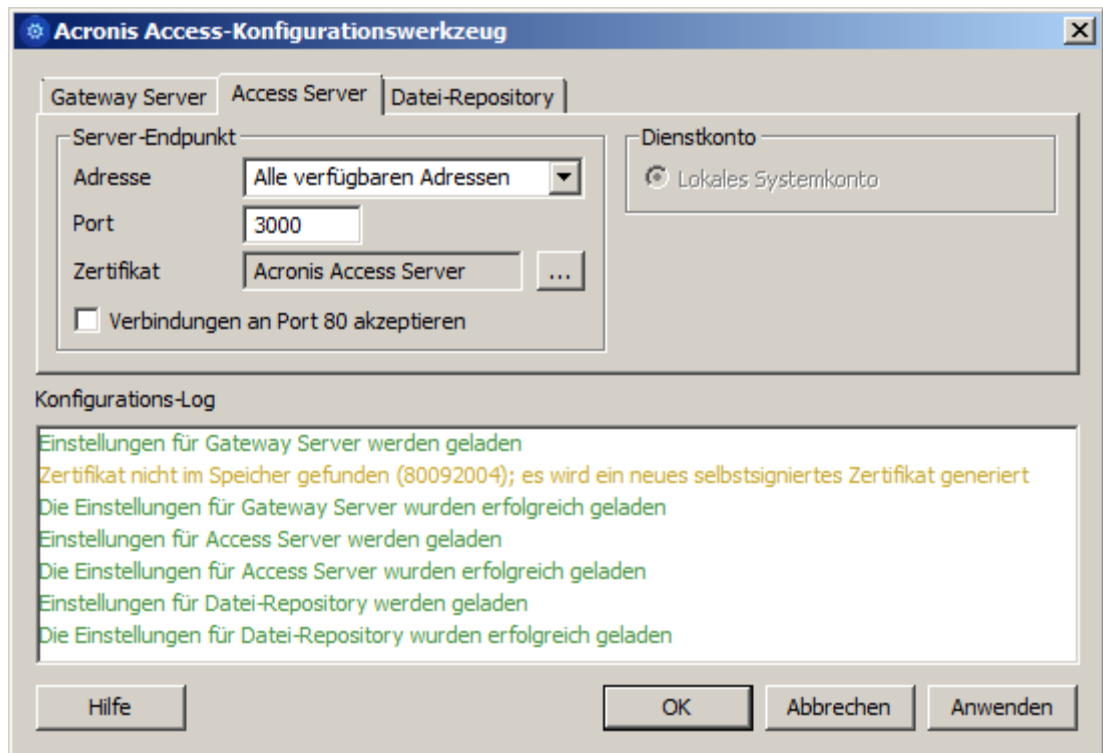 Acronis Access-Konfigurationswerkzeug
Gateway Server Access Server Datei-Repository
Server-Endpunkt
Adresse Alle verfügbaren Adressen
Port 3000
Zertifikat Acronis Access Server ...
Verbindungen an Port 80 akzeptieren
Dienstkonto
Lokales Systemkonto
Konfigurations-Log
Einstellungen für Gateway Server werden geladen
Zertifikat nicht im Speicher gefunden (80092004); es wird ein neues selbstsigniertes Zertifikat generiert
Die Einstellungen für Gateway Server wurden erfolgreich geladen
Einstellungen für Access Server werden geladen
Die Einstellungen für Access Server wurden erfolgreich geladen
Einstellungen für Datei-Repository werden geladen
Die Einstellungen für Datei-Repository wurden erfolgreich geladen
Hilfe OK Abbrechen Anwenden